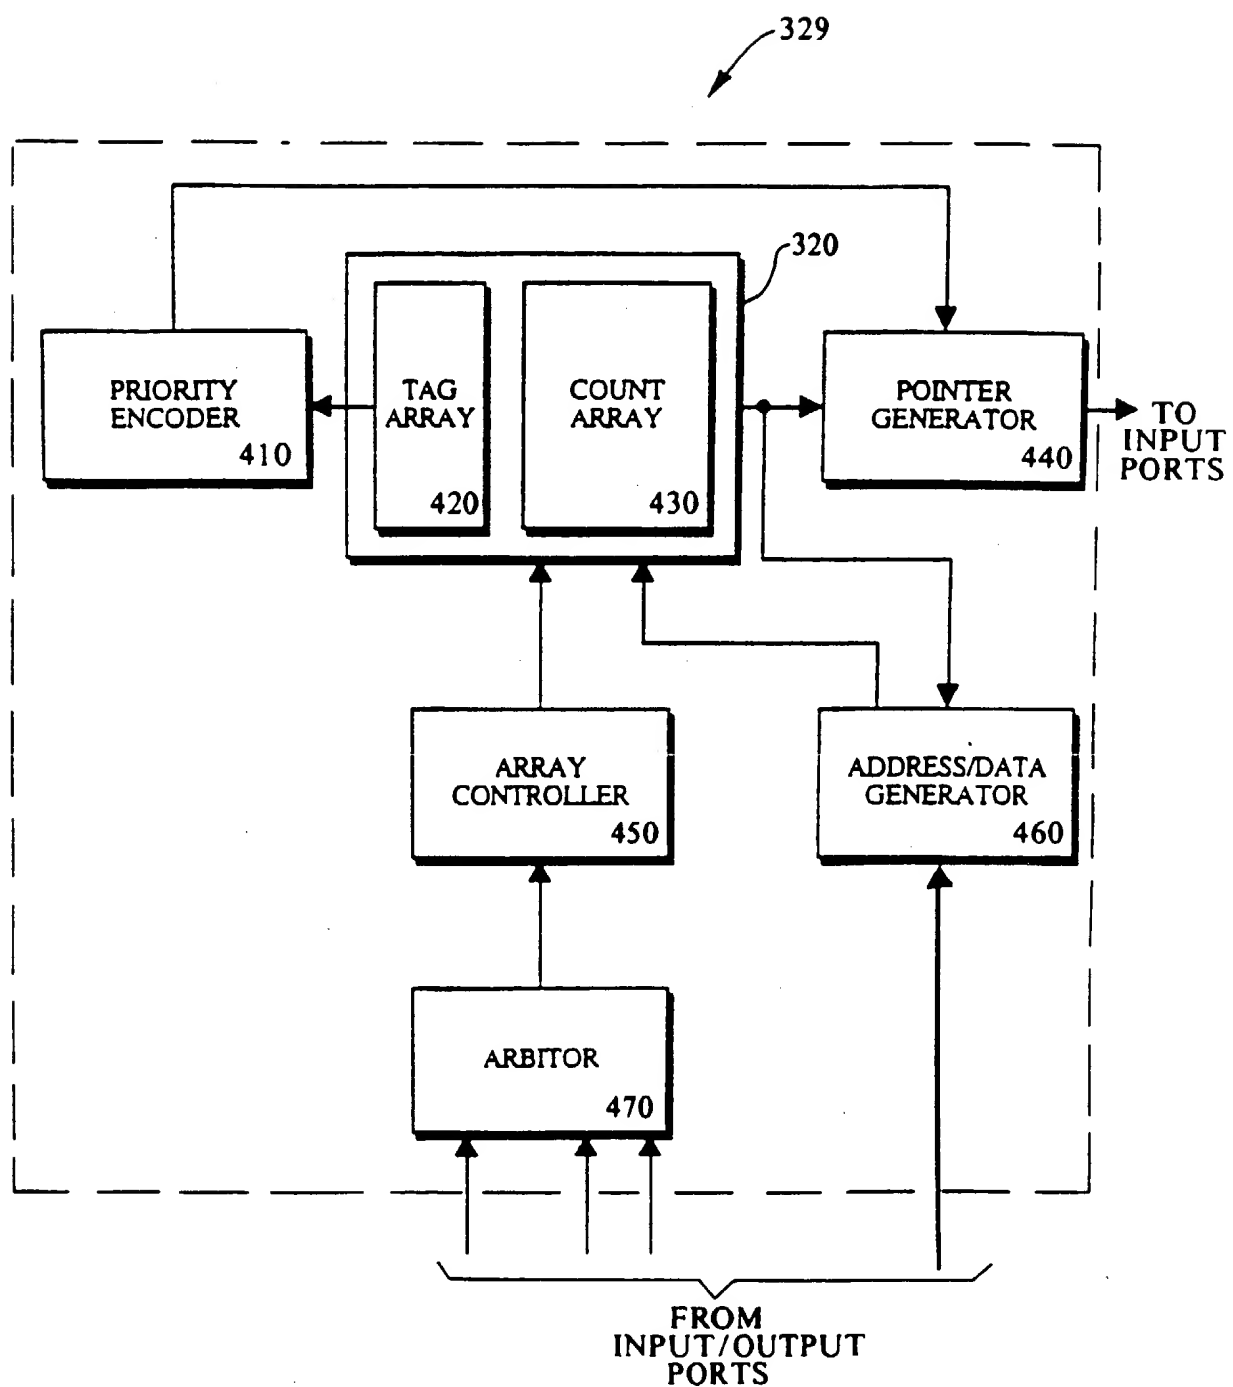 329
320
PRIORITY
ENCODER
410
TAG
ARRAY
420
COUNT
ARRAY
430
POINTER
GENERATOR
440
TO
INPUT
PORTS
ARRAY
CONTROLLER
450
ADDRESS/DATA
GENERATOR
460
ARBITOR
470
FROM
INPUT/OUTPUT
PORTS